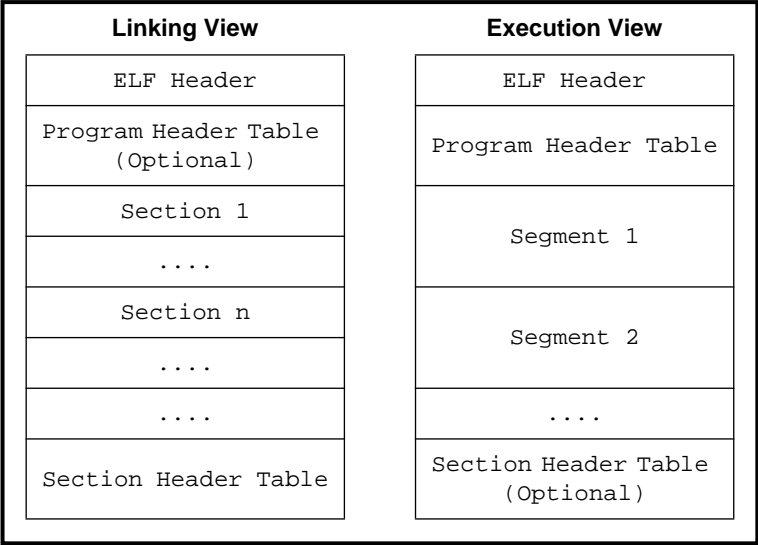 Linking View
ELF Header
Program Header Table
(Optional)
Section 1
....
Section n
....
....
Section Header Table
Execution View
ELF Header
Program Header Table
Segment 1
Segment 2
....
Section Header Table
(Optional)